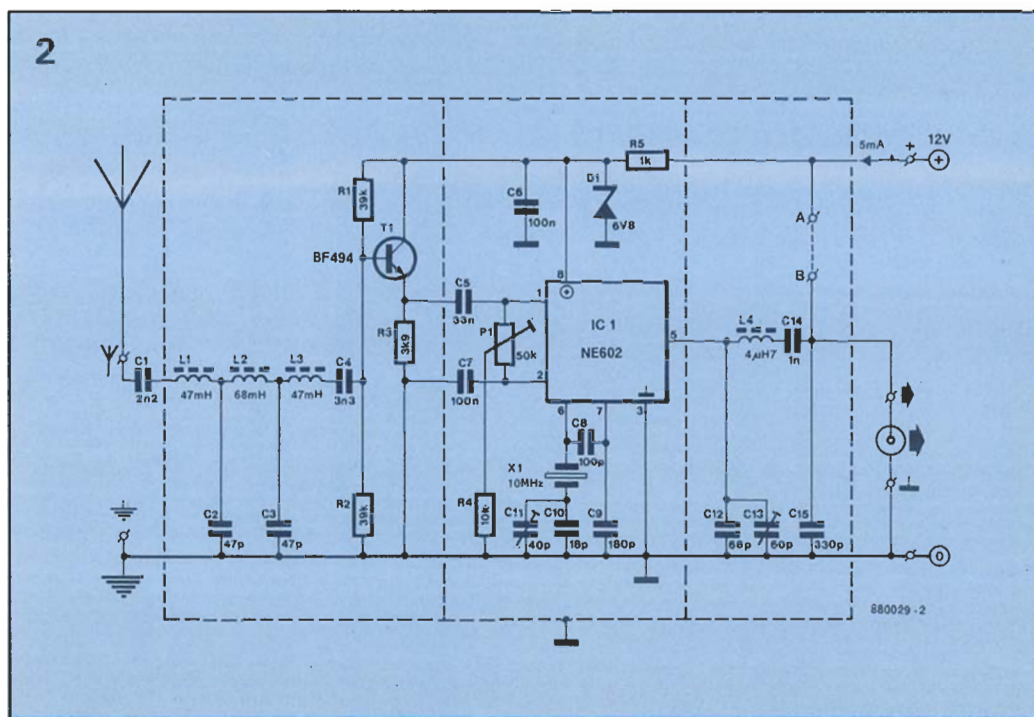 2
12V
+
5mA
R5
1k
R1
39k
C6
100n
D1
6V8
A
T1
BF494
B
C5
33n
1
8
IC 1
NE602
5
L4
4µH7
C14
1n
R3
3k9
P1
50k
C1
2n2
L1
47mH
L2
68mH
L3
47mH
C4
3n3
C7
100n
2
6
7
3
C8
100p
X1
10MHz
R2
39k
R4
10k
C2
47p
C3
47p
C11
40p
C10
18p
C9
180p
C12
68p
C13
60p
C15
330p
0
880029-2